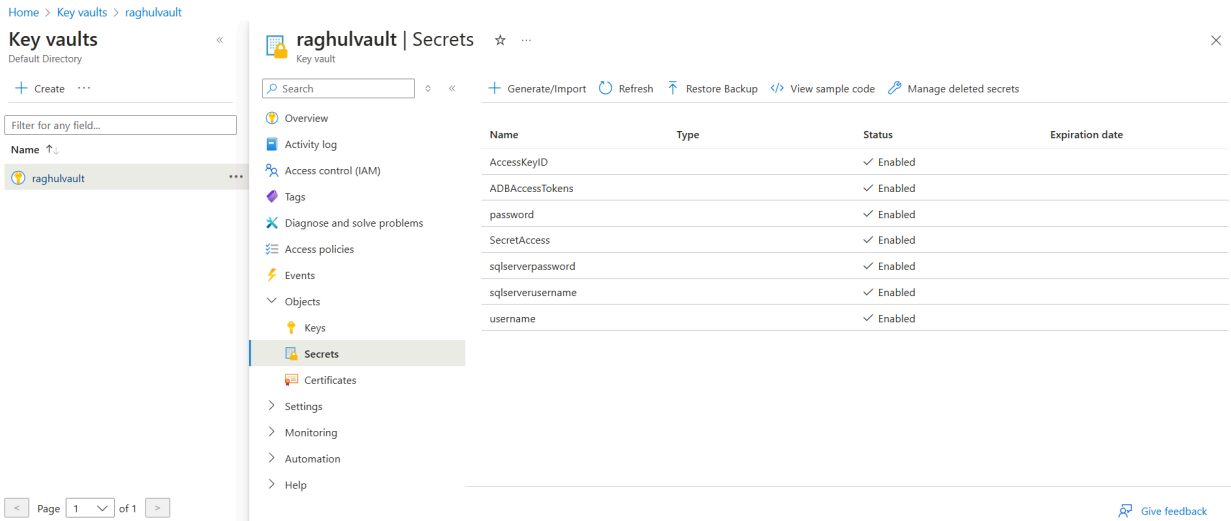 Home > Key vaults > raghulvault
Key vaults
Default Directory
Create
Filter for any field...
Name
raghulvault
Page 1 of 1
raghulvault | Secrets
Key vault
Search
Overview
Activity log
Access control (IAM)
Tags
Diagnose and solve problems
Access policies
Events
Objects
Keys
Secrets
Certificates
Settings
Monitoring
Automation
Help
Generate/Import Refresh Restore Backup View sample code Manage deleted secrets
Name Type Status Expiration date
AccessKeyID Enabled
ADBAccessTokens Enabled
password Enabled
SecretAccess Enabled
sqlserverpassword Enabled
sqlserverusername Enabled
username Enabled
Give feedback